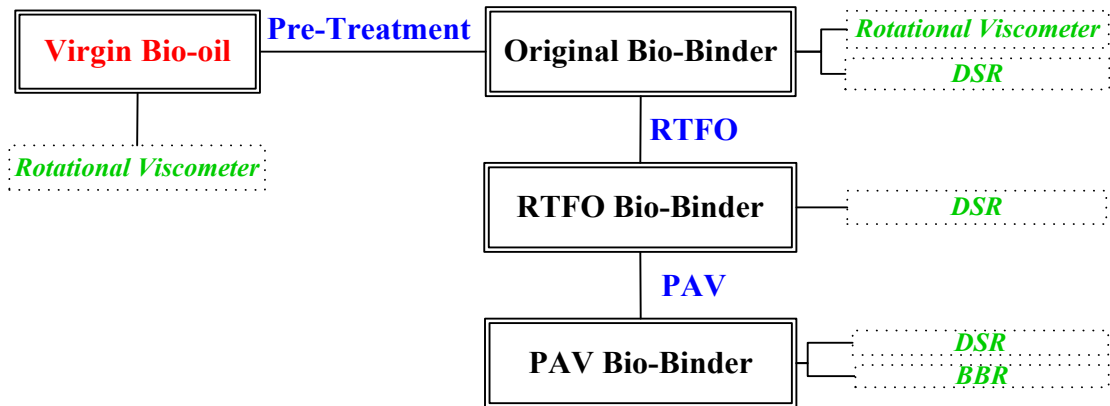 Virgin Bio-oil
Pre-Treatment
Original Bio-Binder
Rotational Viscometer
DSR
Rotational Viscometer
RTFO
RTFO Bio-Binder
DSR
PAV
PAV Bio-Binder
DSR
BBR